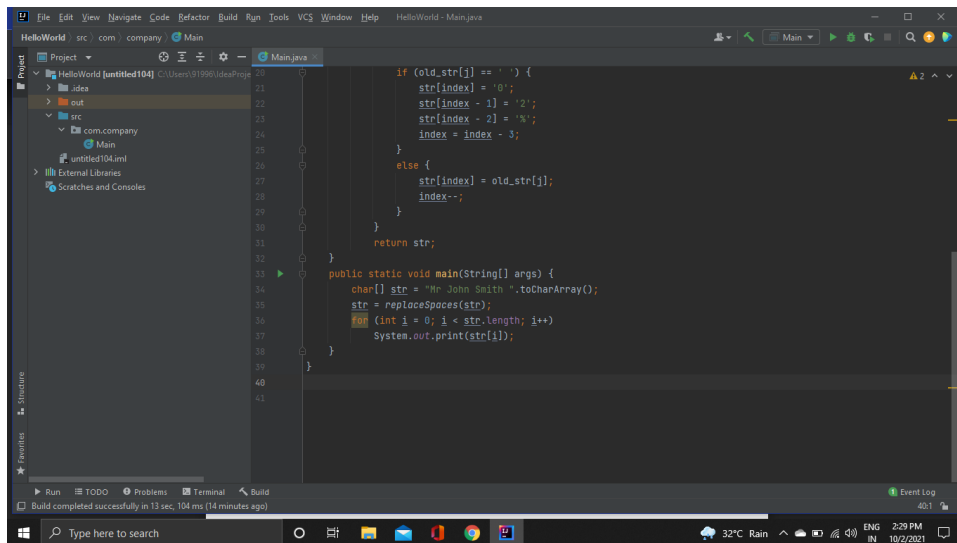 File Edit View Navigate Code Refactor Build Run Tools VCS Window Help HelloWorld - Main.java
HelloWorld src com company Main
Main
Project
Main.java
HelloWorld [untitled104] C:\Users\91996\IdeaProje
.idea
out
src
com.company
Main
untitled104.iml
External Libraries
Scratches and Consoles
Project
Structure
Favorites
20 if (old_str[j] == ' ') {
21 str[index] = '0';
22 str[index - 1] = '2';
23 str[index - 2] = '%';
24 index = index - 3;
25 }
26 else {
27 str[index] = old_str[j];
28 index--;
29 }
30 }
31 return str;
32 }
33 public static void main(String[] args) {
34 char[] str = "Mr John Smith ".toCharArray();
35 str = replaceSpaces(str);
36 for (int i = 0; i < str.length; i++)
37 System.out.print(str[i]);
38 }
39 }
40
41
2
Run TODO Problems Terminal Build
1 Event Log
Build completed successfully in 13 sec, 104 ms (14 minutes ago)
40:1
Type here to search
32°C Rain
ENG
IN
2:29 PM
10/2/2021